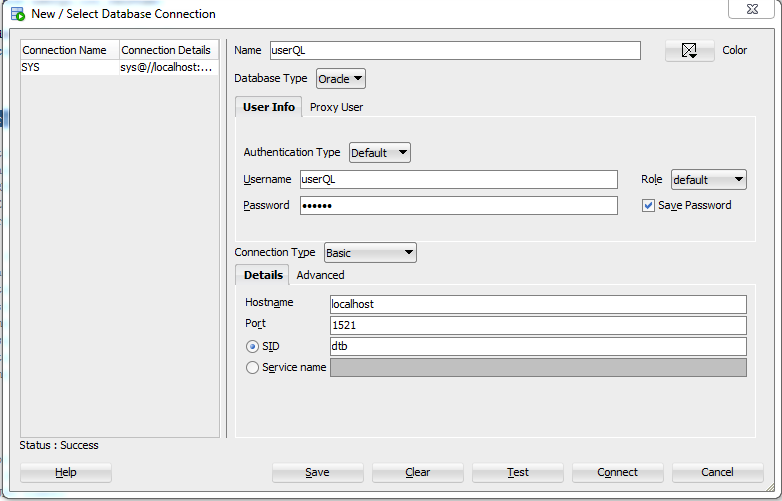 New / Select Database Connection
Connection Name Connection Details
SYS sys@//localhost:...
Name userQL Color
Database Type Oracle
User Info Proxy User
Authentication Type Default
Username userQL Role default
Password •••••• Save Password
Connection Type Basic
Details Advanced
Hostname localhost
Port 1521
SID dtb
Service name
Status : Success
Help Save Clear Test Connect Cancel